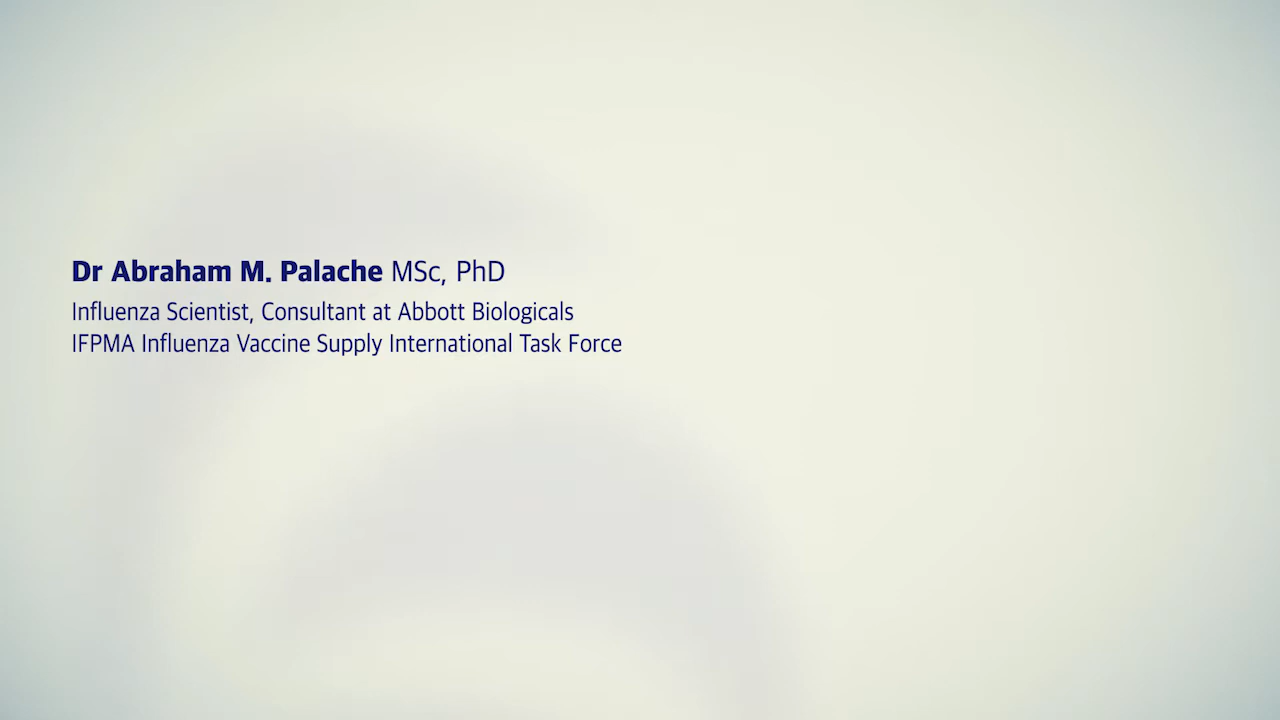 Dr Abraham M. Palache MSc, PhD
Influenza Scientist, Consultant at Abbott Biologicals
IFPMA Influenza Vaccine Supply International Task Force